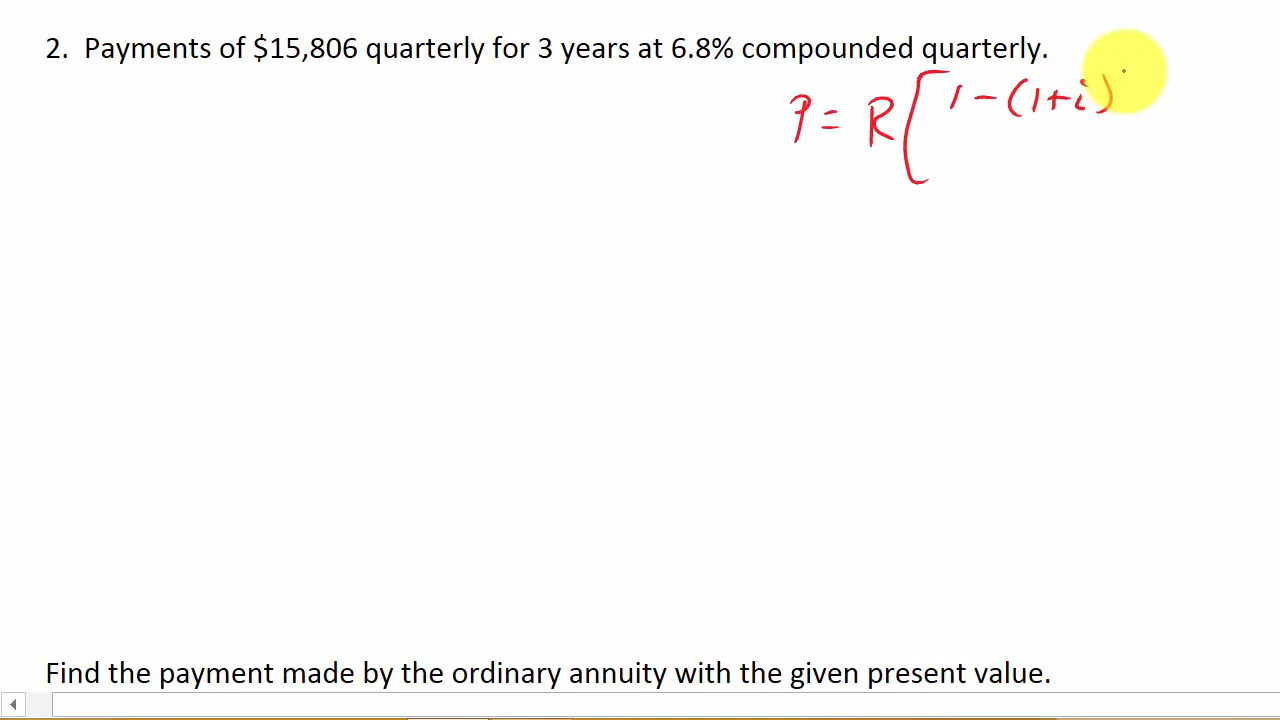 2. Payments of $15,806 quarterly for 3 years at 6.8% compounded quarterly.
P = R [ 1 - (1+i)
Find the payment made by the ordinary annuity with the given present value.